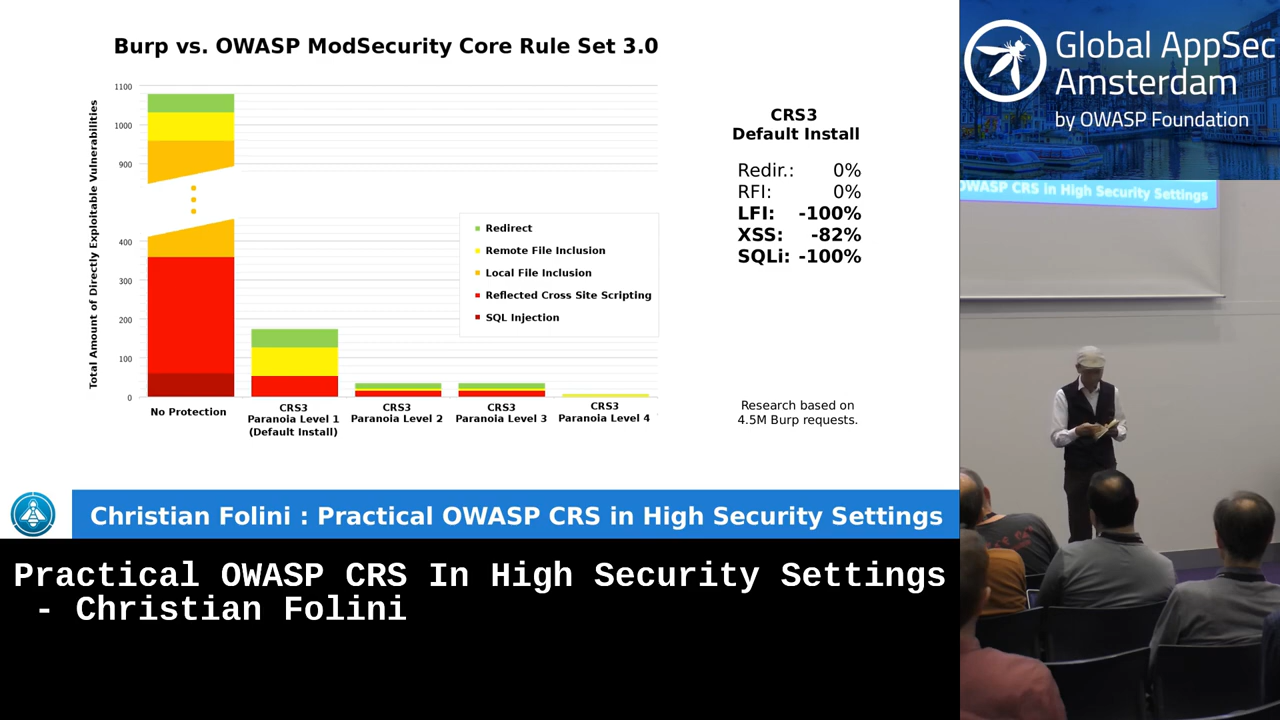 Burp vs. OWASP ModSecurity Core Rule Set 3.0
Total Amount of Directly Exploitable Vulnerabilities
1100
1000
900
400
300
200
100
0
Redirect
Remote File Inclusion
Local File Inclusion
Reflected Cross Site Scripting
SQL Injection
No Protection
CRS3
Paranoia Level 1
(Default Install)
CRS3
Paranoia Level 2
CRS3
Paranoia Level 3
CRS3
Paranoia Level 4
CRS3
Default Install
Redir.: 0%
RFI: 0%
LFI: -100%
XSS: -82%
SQLi: -100%
Research based on
4.5M Burp requests.
Christian Folini : Practical OWASP CRS in High Security Settings
Practical OWASP CRS In High Security Settings
- Christian Folini
Global AppSec
Amsterdam
by OWASP Foundation
OWASP CRS in High Security Settings